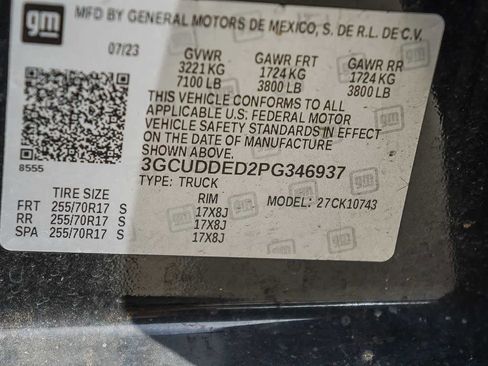 gm
MFD BY GENERAL MOTORS DE MEXICO, S. DE R.L. DE C.V.
07/23 GVWR GAWR FRT GAWR RR
3221 KG 1724 KG 1724 KG
7100 LB 3800 LB 3800 LB
THIS VEHICLE CONFORMS TO ALL
APPLICABLE U.S. FEDERAL MOTOR
VEHICLE SAFETY STANDARDS IN EFFECT
ON THE DATE OF MANUFACTURE
SHOWN ABOVE.
8555 3GCUDDED2PG346937
TYPE: TRUCK
TIRE SIZE RIM MODEL: 27CK10743
FRT 255/70R17 S 17X8J
RR 255/70R17 S 17X8J
SPA 255/70R17 S 17X8J